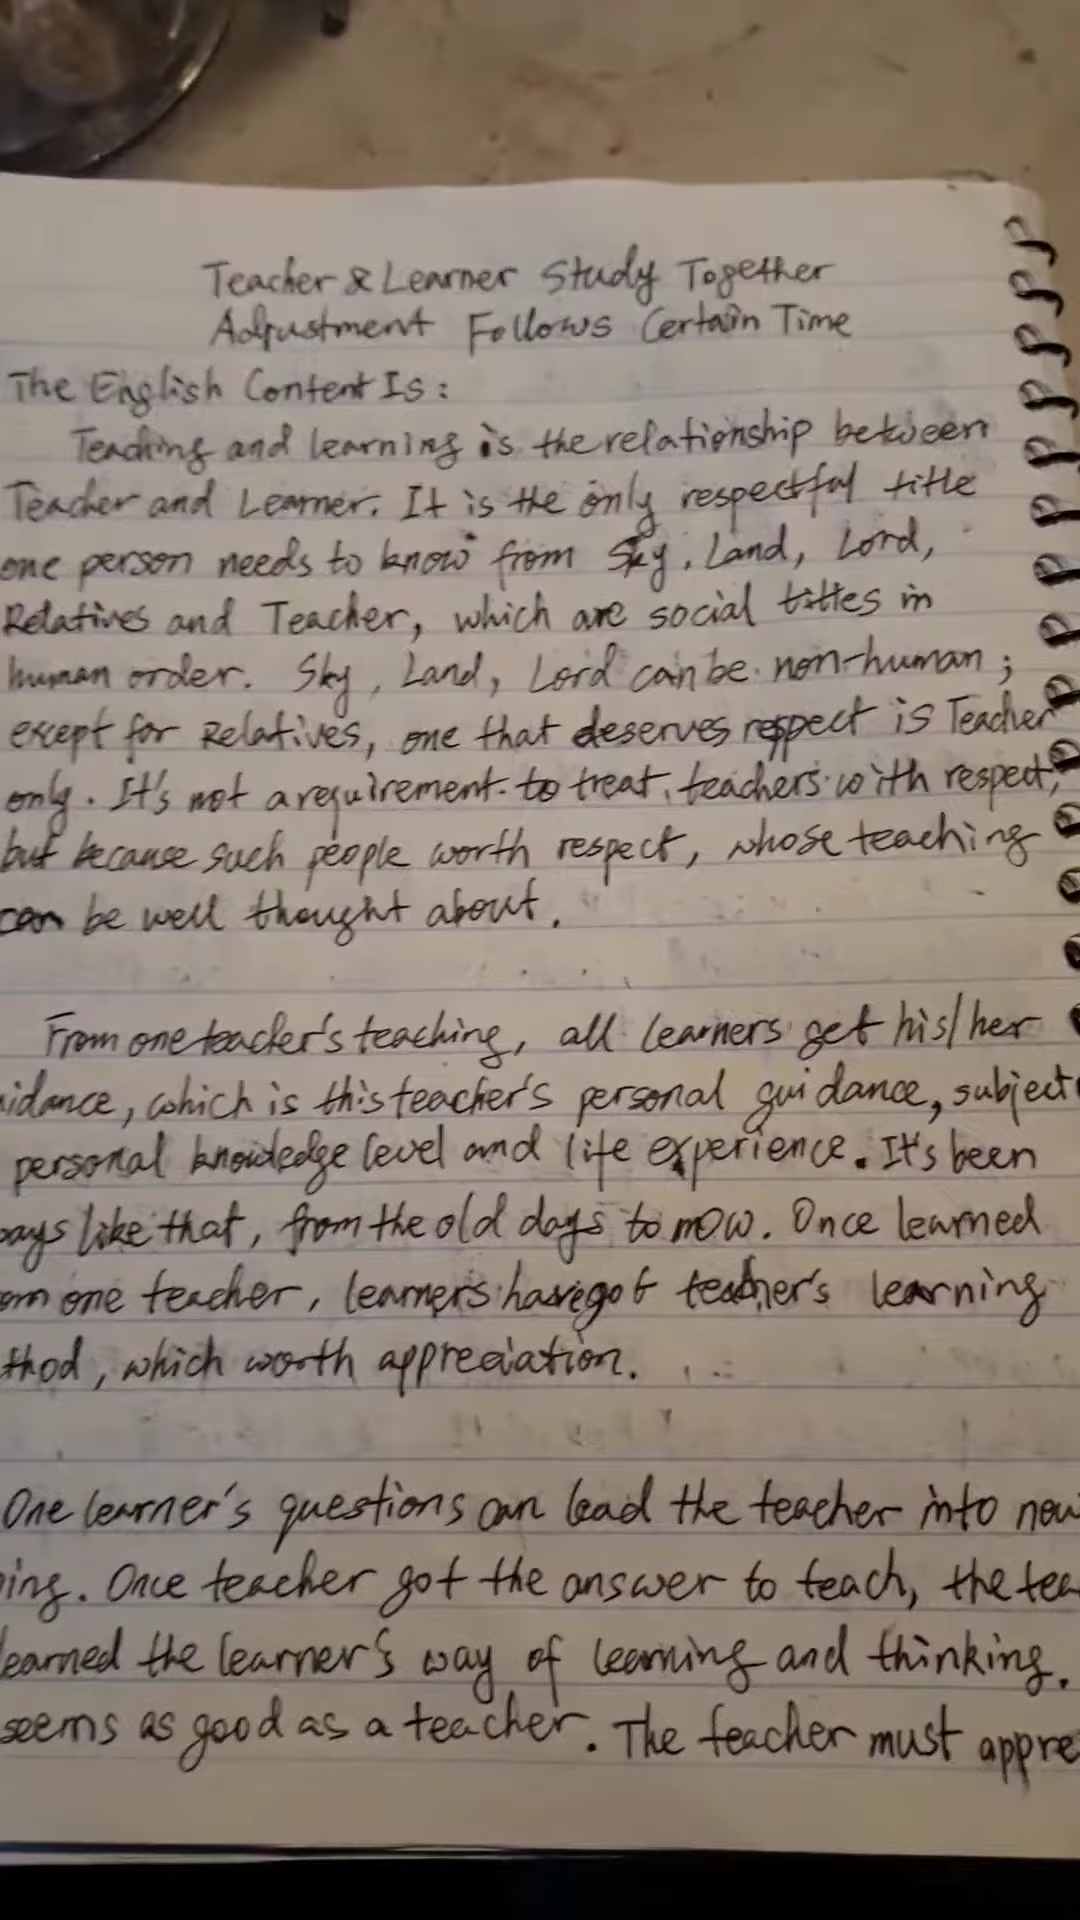 Teacher & Learner Study Together
Adjustment Follows Certain Time
The English Content Is:
Teaching and learning is the relationship between
Teacher and Learner. It is the only respectful title
one person needs to know from Sky, Land, Lord,
Relatives and Teacher, which are social titles in
human order. Sky, Land, Lord can be non-human;
except for Relatives, one that deserves respect is Teacher
only. It's not a requirement to treat teachers with respect,
but because such people worth respect, whose teaching
can be well thought about.
From one teacher's teaching, all learners get his/her
idance, which is this teacher's personal guidance, subject
personal knowledge level and life experience. It's been
ays like that, from the old days to now. Once learned
om one teacher, learners have got teacher's learning
thod, which worth appreciation.
One learner's questions can lead the teacher into new
ing. Once teacher got the answer to teach, the tea
earned the learner's way of learning and thinking.
seems as good as a teacher. The teacher must appre